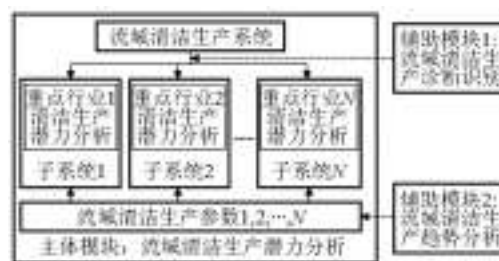 流域清洁生产系统
重点行业1
清洁生产
潜力分析
子系统1
重点行业2
清洁生产
潜力分析
子系统2
重点行业N
清洁生产
潜力分析
子系统N
流域清洁生产参数1,2,…,N
主体模块：流域清洁生产潜力分析
辅助模块1:
流域清洁生
产诊断识别
辅助模块2:
流域清洁生
产趋势分析